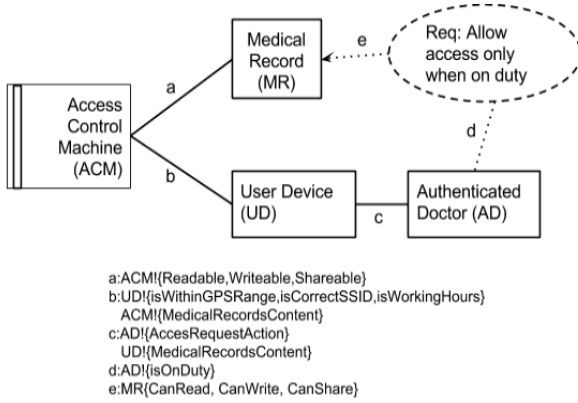 Medical
Record
(MR)
e
Req: Allow
access only
when on duty
a
Access
Control
Machine
(ACM)
d
b
User Device
(UD)
c
Authenticated
Doctor (AD)
a:ACM!{Readable,Writeable,Shareable}
b:UD!{isWithinGPSRange,isCorrectSSID,isWorkingHours}
ACM!{MedicalRecordsContent}
c:AD!{AccesRequestAction}
UD!{MedicalRecordsContent}
d:AD!{isOnDuty}
e:MR{CanRead, CanWrite, CanShare}